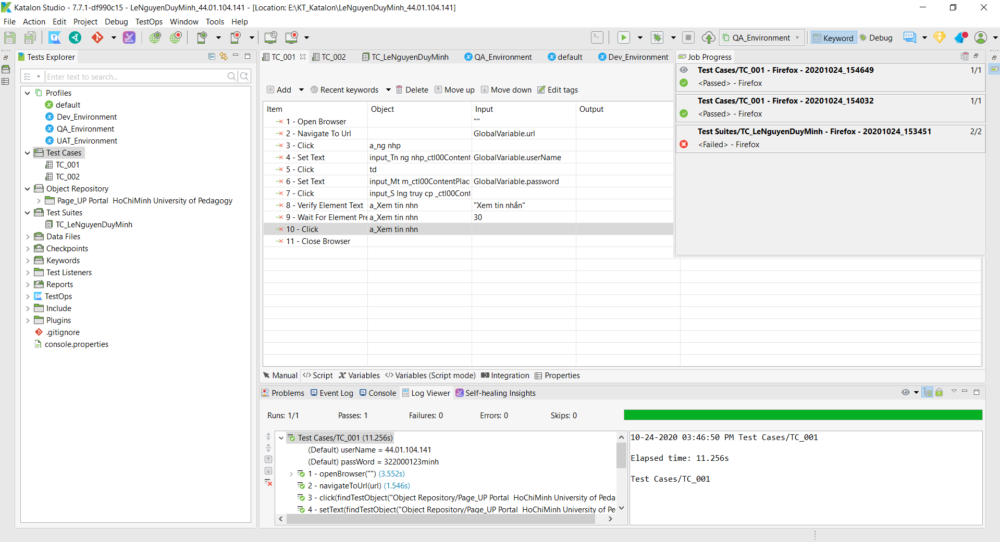 Katalon Studio - 7.7.1-df990c15 - LeNguyenDuyMinh_44.01.104.141 - [Location: E:\KT_Katalon\LeNguyenDuyMinh_44.01.104.141]
File Action Edit Project Debug TestOps Window Tools Help
QA_Environment Keyword Debug
Tests Explorer
Enter text to search...
Profiles
default
Dev_Environment
QA_Environment
UAT_Environment
Test Cases
TC_001
TC_002
Object Repository
Page_UP Portal  HoChiMinh University of Pedagogy
Test Suites
TC_LeNguyenDuyMinh
Data Files
Checkpoints
Keywords
Test Listeners
Reports
TestOps
Include
Plugins
.gitignore
console.properties
TC_001 TC_002 TC_LeNguyenDuyMinh QA_Environment default Dev_Environment
Add Recent keywords Delete Move up Move down Edit tags
Item Object Input Output
1 - Open Browser ""
2 - Navigate To Url GlobalVariable.url
3 - Click a_ng nhp
4 - Set Text input_Tn ng nhp_ctl00Content GlobalVariable.userName
5 - Click td
6 - Set Text input_Mt m_ctl00ContentPlac GlobalVariable.password
7 - Click input_S lng truy cp _ctl00Cont
8 - Verify Element Text a_Xem tin nhn "Xem tin nhắn"
9 - Wait For Element Pre a_Xem tin nhn 30
10 - Click a_Xem tin nhn
11 - Close Browser
Job Progress
Test Cases/TC_001 - Firefox - 20201024_154649 1/1
<Passed> - Firefox
Test Cases/TC_001 - Firefox - 20201024_154032 1/1
<Passed> - Firefox
Test Suites/TC_LeNguyenDuyMinh - Firefox - 20201024_153451 2/2
<Failed> - Firefox
Manual Script Variables Variables (Script mode) Integration Properties
Problems Event Log Console Log Viewer Self-healing Insights
Runs: 1/1 Passes: 1 Failures: 0 Errors: 0 Skips: 0
Test Cases/TC_001 (11.256s)
(Default) userName = 44.01.104.141
(Default) passWord = 322000123minh
1 - openBrowser("") (3.552s)
2 - navigateToUrl(url) (1.546s)
3 - click(findTestObject("Object Repository/Page_UP Portal  HoChiMinh University of Peda
4 - setText(findTestObject("Object Repository/Page_UP Portal  HoChiMinh University of Pe
10-24-2020 03:46:50 PM Test Cases/TC_001
Elapsed time: 11.256s
Test Cases/TC_001